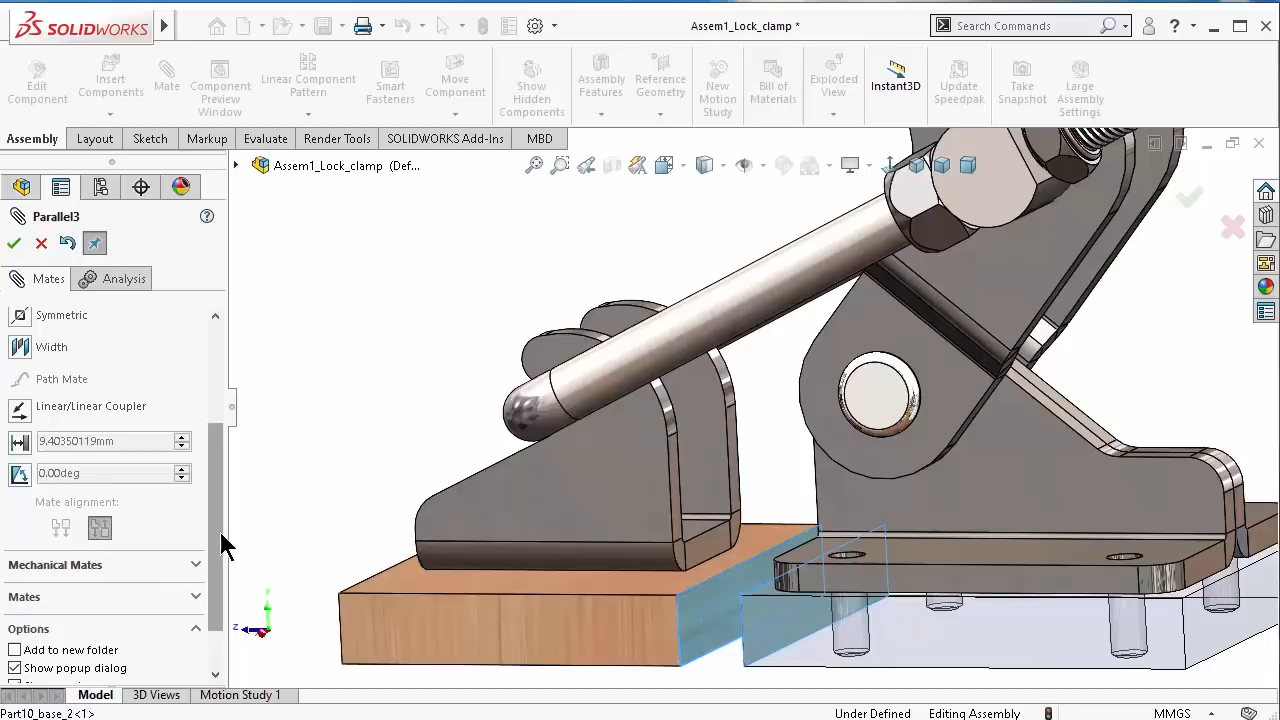 SOLIDWORKS
Assem1_Lock_clamp *
Search Commands
?
Edit Component
Insert Components
Mate
Component Preview Window
Linear Component Pattern
Smart Fasteners
Move Component
Show Hidden Components
Assembly Features
Reference Geometry
New Motion Study
Bill of Materials
Exploded View
Instant3D
Update Speedpak
Take Snapshot
Large Assembly Settings
Assembly
Layout
Sketch
Markup
Evaluate
Render Tools
SOLIDWORKS Add-Ins
MBD
Assem1_Lock_clamp (Def...
Parallel3
?
Mates
Analysis
Symmetric
Width
Path Mate
Linear/Linear Coupler
9.40350119mm
0.00deg
Mate alignment:
Mechanical Mates
Mates
Options
Add to new folder
Show popup dialog
Z
Model
3D Views
Motion Study 1
Part10_base_2<1>
Under Defined
Editing Assembly
MMGS